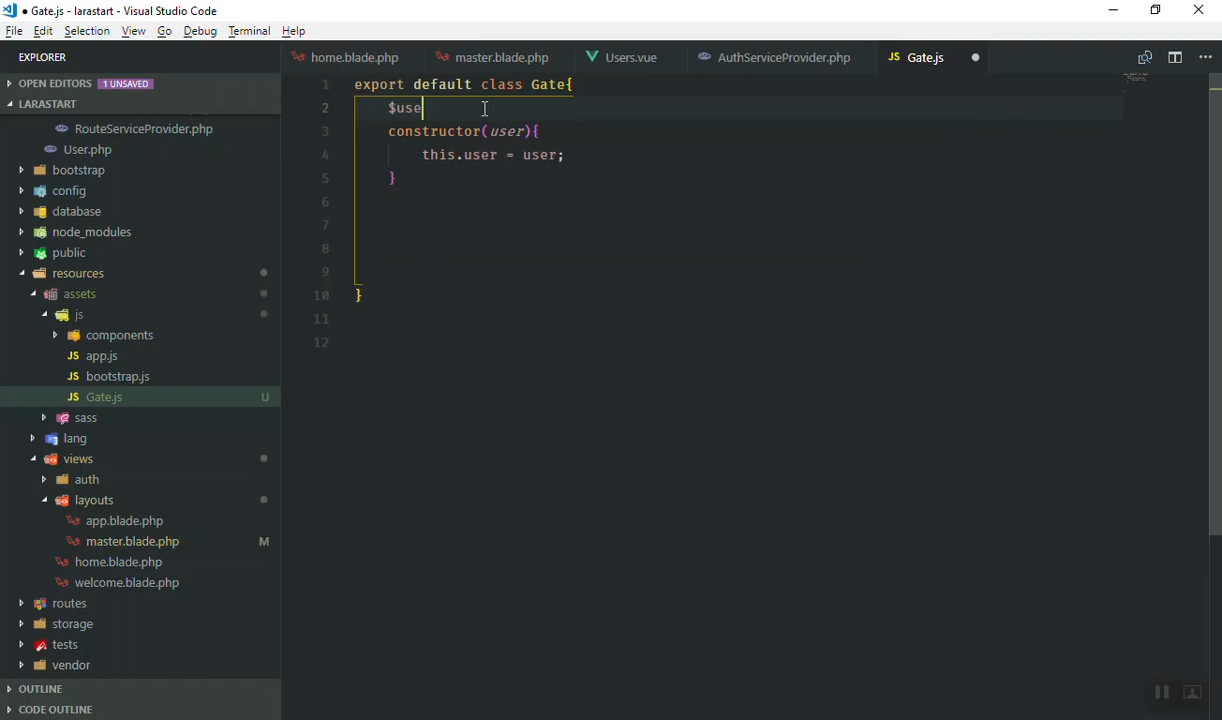 Gate.js - larastart - Visual Studio Code
File Edit Selection View Go Debug Terminal Help
EXPLORER
OPEN EDITORS 1 UNSAVED
LARASTART
RouteServiceProvider.php
User.php
bootstrap
config
database
node_modules
public
resources
assets
js
components
JS app.js
JS bootstrap.js
JS Gate.js U
sass
lang
views
auth
layouts
app.blade.php
master.blade.php M
home.blade.php
welcome.blade.php
routes
storage
tests
vendor
OUTLINE
CODE OUTLINE
home.blade.php master.blade.php Users.vue AuthServiceProvider.php JS Gate.js
1 export default class Gate{
2 $use
3 constructor(user){
4 this.user = user;
5 }
6
7
8
9
10 }
11
12